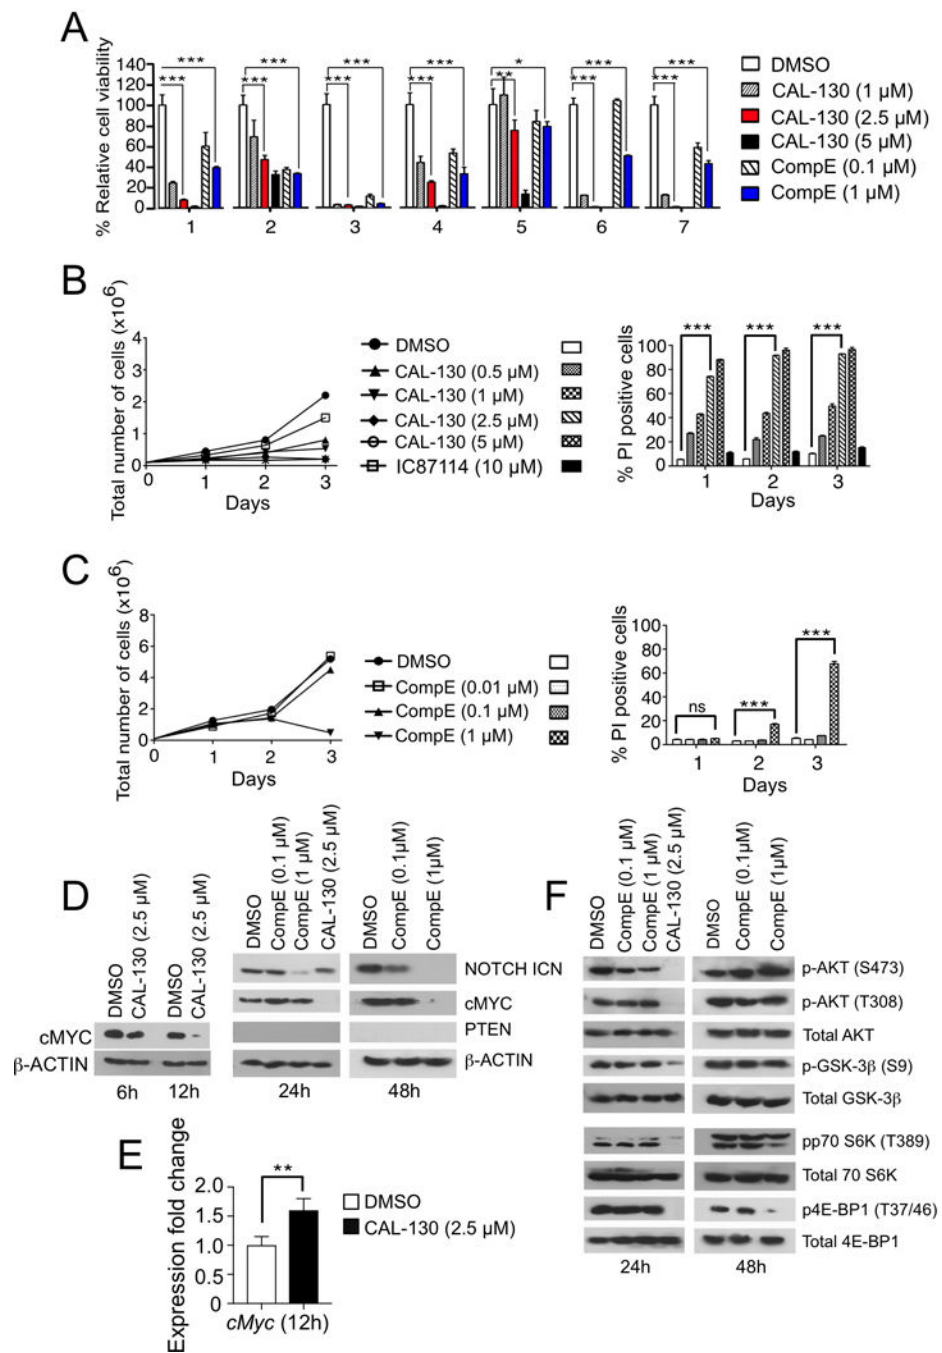 A
% Relative cell viability
140
120
100
80
60
40
20
0
*** *** *** *** *** *** *** *** ** * *** *** *** ***
1 2 3 4 5 6 7
DMSO
CAL-130 (1 µM)
CAL-130 (2.5 µM)
CAL-130 (5 µM)
CompE (0.1 µM)
CompE (1 µM)
B
Total number of cells (x10⁶)
4
3
2
1
0
0 1 2 3
Days
DMSO
CAL-130 (0.5 µM)
CAL-130 (1 µM)
CAL-130 (2.5 µM)
CAL-130 (5 µM)
IC87114 (10 µM)
% PI positive cells
100
80
60
40
20
0
*** *** ***
1 2 3
Days
C
Total number of cells (x10⁶)
8
6
4
2
0
0 1 2 3
Days
DMSO
CompE (0.01 µM)
CompE (0.1 µM)
CompE (1 µM)
% PI positive cells
100
80
60
40
20
0
ns *** ***
1 2 3
Days
D
DMSO
CAL-130 (2.5 µM)
DMSO
CAL-130 (2.5 µM)
DMSO
CompE (0.1 µM)
CompE (1 µM)
CAL-130 (2.5 µM)
DMSO
CompE (0.1µM)
CompE (1µM)
NOTCH ICN
cMYC
PTEN
β-ACTIN
cMYC
β-ACTIN
6h 12h 24h 48h
E
Expression fold change
2.0
1.5
1.0
0.5
0
**
cMyc (12h)
DMSO
CAL-130 (2.5 µM)
F
DMSO
CompE (0.1 µM)
CompE (1 µM)
CAL-130 (2.5 µM)
DMSO
CompE (0.1 µM)
CompE (1µM)
p-AKT (S473)
p-AKT (T308)
Total AKT
p-GSK-3β (S9)
Total GSK-3β
pp70 S6K (T389)
Total 70 S6K
p4E-BP1 (T37/46)
Total 4E-BP1
24h 48h